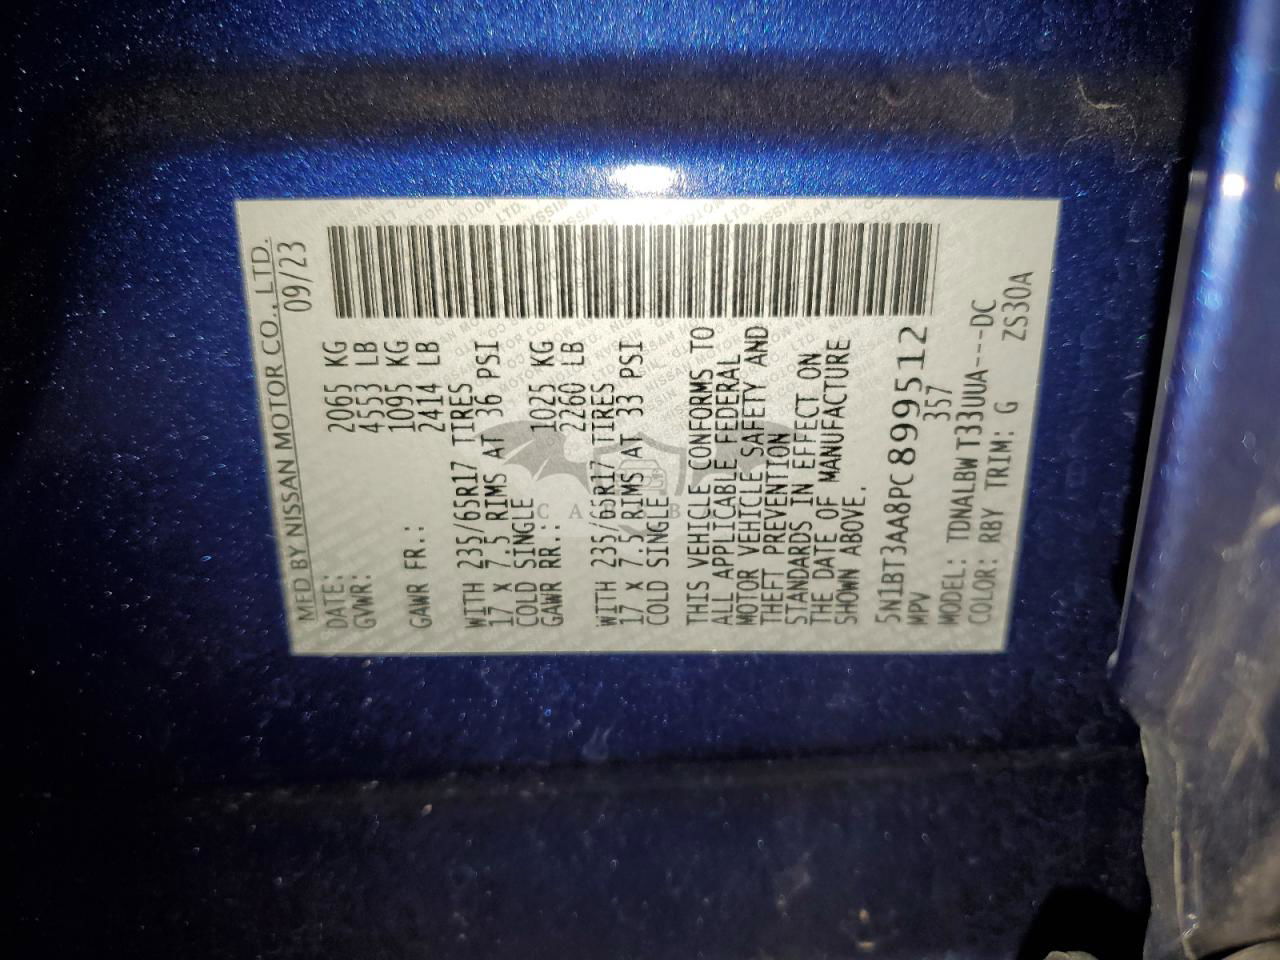 MFD BY NISSAN MOTOR CO., LTD.
DATE: 09/23
GVWR: 2065 KG
4553 LB
GAWR FR.: 1095 KG
2414 LB
WITH 235/65R17 TIRES
17 X 7.5 RIMS AT 36 PSI
COLD SINGLE
GAWR RR.: 1025 KG
2260 LB
WITH 235/65R17 TIRES
17 X 7.5 RIMS AT 33 PSI
COLD SINGLE
THIS VEHICLE CONFORMS TO
ALL APPLICABLE FEDERAL
MOTOR VEHICLE SAFETY AND
THEFT PREVENTION
STANDARDS IN EFFECT ON
THE DATE OF MANUFACTURE
SHOWN ABOVE.
5N1BT3AA8PC899512
MPV 357
MODEL: TDNALBW T33UUA---DC
COLOR: RBY TRIM: G ZS30A